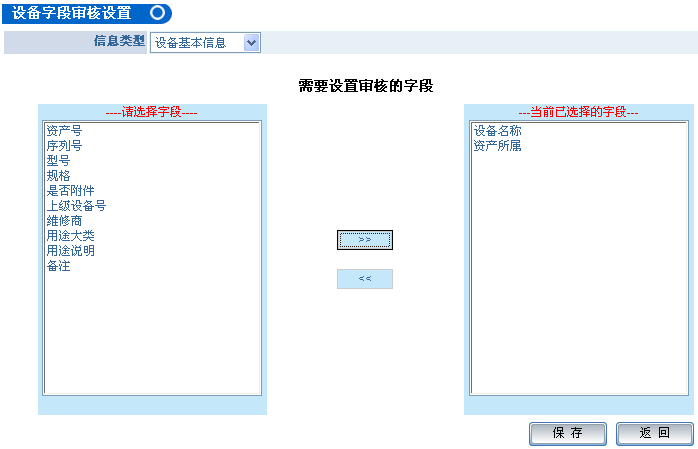 设备字段审核设置
信息类型 设备基本信息
需要设置审核的字段
----请选择字段----
资产号
序列号
型号
规格
是否附件
上级设备号
维修商
用途大类
用途说明
备注
>>
<<
---当前已选择的字段---
设备名称
资产所属
保 存 返 回